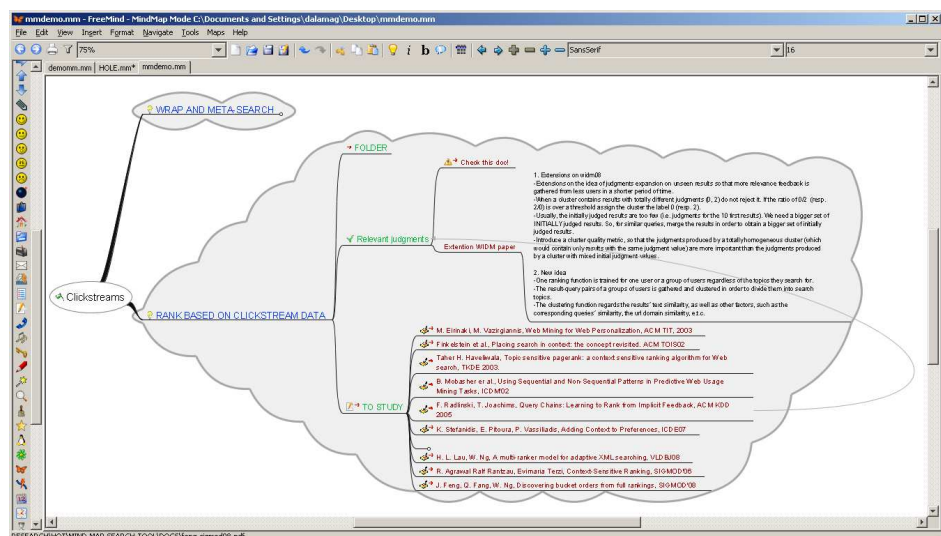 mmdemo.mm - FreeMind - MindMap Mode C:\Documents and Settings\dalamag\Desktop\mmdemo.mm
File Edit View Insert Format Navigate Tools Maps Help
75%
i b
SansSerif
16
demomm.mm HOLE.mm* mmdemo.mm
WRAP AND META-SEARCH
FOLDER
Check this doc!
1. Extensions on widm08
-Extensions on the idea of judgments expansion on unseen results so that more relevance feedback is
gathered from less users in a shorter period of time.
-When a cluster contains results with totally different judgments (0, 2) do not reject it. If the ratio of 0/2 (resp.
2/0) is over a threshold assign the cluster the label 0 (resp. 2).
-Usually, the initially judged results are too few (i.e. judgments for the 10 first results). We need a bigger set of
INITIALLY judged results. So, for similar queries, merge the results in order to obtain a bigger set of initially
judged results.
-Introduce a cluster quality metric, so that the judgments produced by a totally homogeneous cluster (which
would contain only results with the same judgment value) are more important than the judgments produced
by a cluster with mixed initial judgment values.
Relevant judgments
Extention WIDM paper
2. New idea
-One ranking function is trained for one user or a group of users regardless of the topics they search for.
-The result-query pairs of a groups of users is gathered and clustered in order to divide them into search
topics.
-The clustering function regards the results' text similarity, as well as other factors, such as the
corresponding queries' similarity, the url domain similarity, e.t.c.
Clickstreams
RANK BASED ON CLICKSTREAM DATA
TO STUDY
M. Eirinaki, M. Vazirgiannis, Web Mining for Web Personalization, ACM TIT, 2003
Finkelstein et al., Placing search in context: the concept revisited. ACM TOIS02
Taher H. Haveliwala, Topic sensitive pagerank: a context sensitive ranking algorithm for Web
search, TKDE 2003.
B. Mobasher er al., Using Sequential and Non-Sequential Patterns in Predictive Web Usage
Mining Tasks, ICDM'02
F. Radlinski, T. Joachims, Query Chains: Learning to Rank from Implicit Feedback, ACM-KDD
2005
K. Stefanidis, E. Pitoura, P. Vassiliadis, Adding Context to Preferences, ICDE07
H. L. Lau, W. Ng, A multi-ranker model for adaptive XML searching, VLDBJ08
R. Agrawal Ralf Rantzau, Evimaria Terzi, Context-Sensitive Ranking, SIGMOD'06
J. Feng, Q. Fang, W. Ng, Discovering bucket orders from full rankings, SIGMOD'08